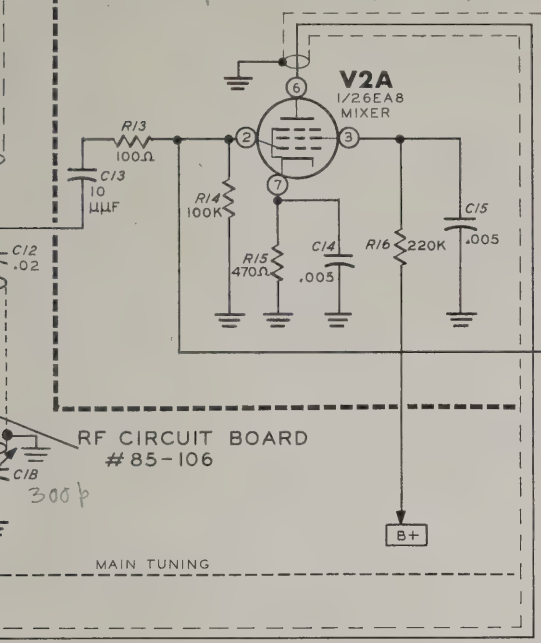 V2A
1/2 6EA8
MIXER
6
2
3
7
R13
100Ω
C13
10
μμF
R14
100K
R15
470Ω
C14
.005
R16 220K
C15
.005
C12
.02
RF CIRCUIT BOARD
#85-106
C1B
300p
B+
MAIN TUNING